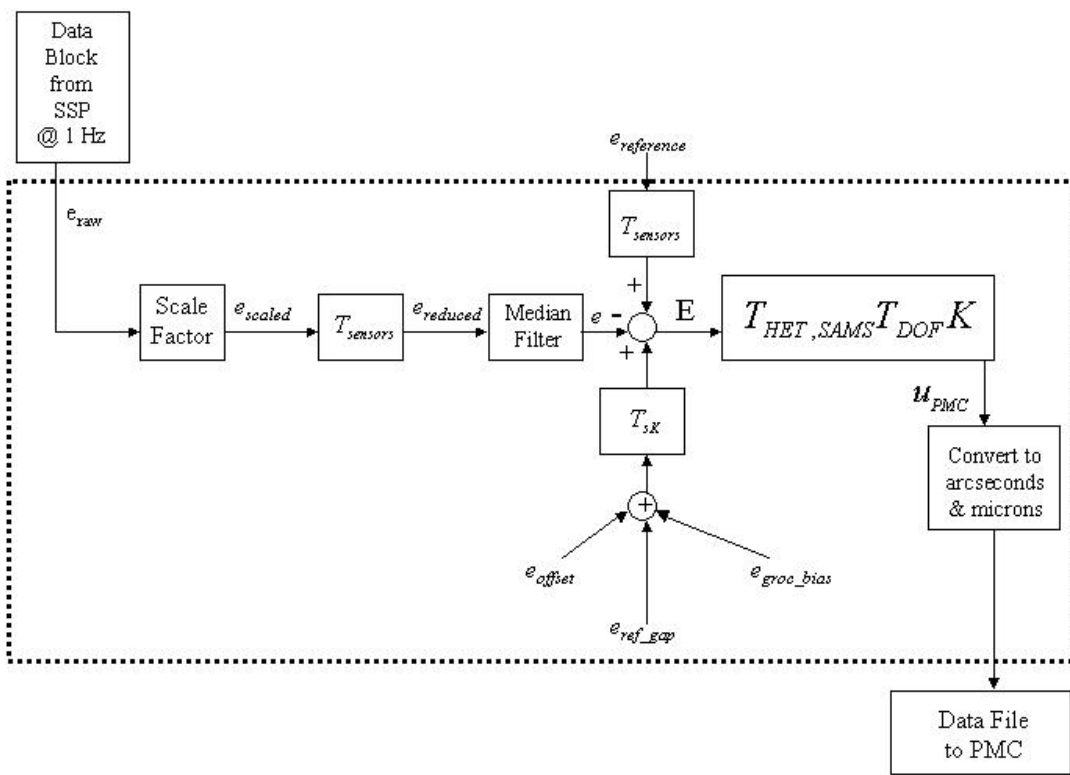 Data
Block
from
SSP
@ 1 Hz
e_reference
e_raw
T_sensors
+
Scale
Factor
e_scaled
T_sensors
e_reduced
Median
Filter
e
-
+
E
T_HET,SAMS T_DOF K
u_PMC
T_sK
Convert to
arcseconds
& microns
+
e_offset
e_groc_bias
e_ref_gap
Data File
to PMC